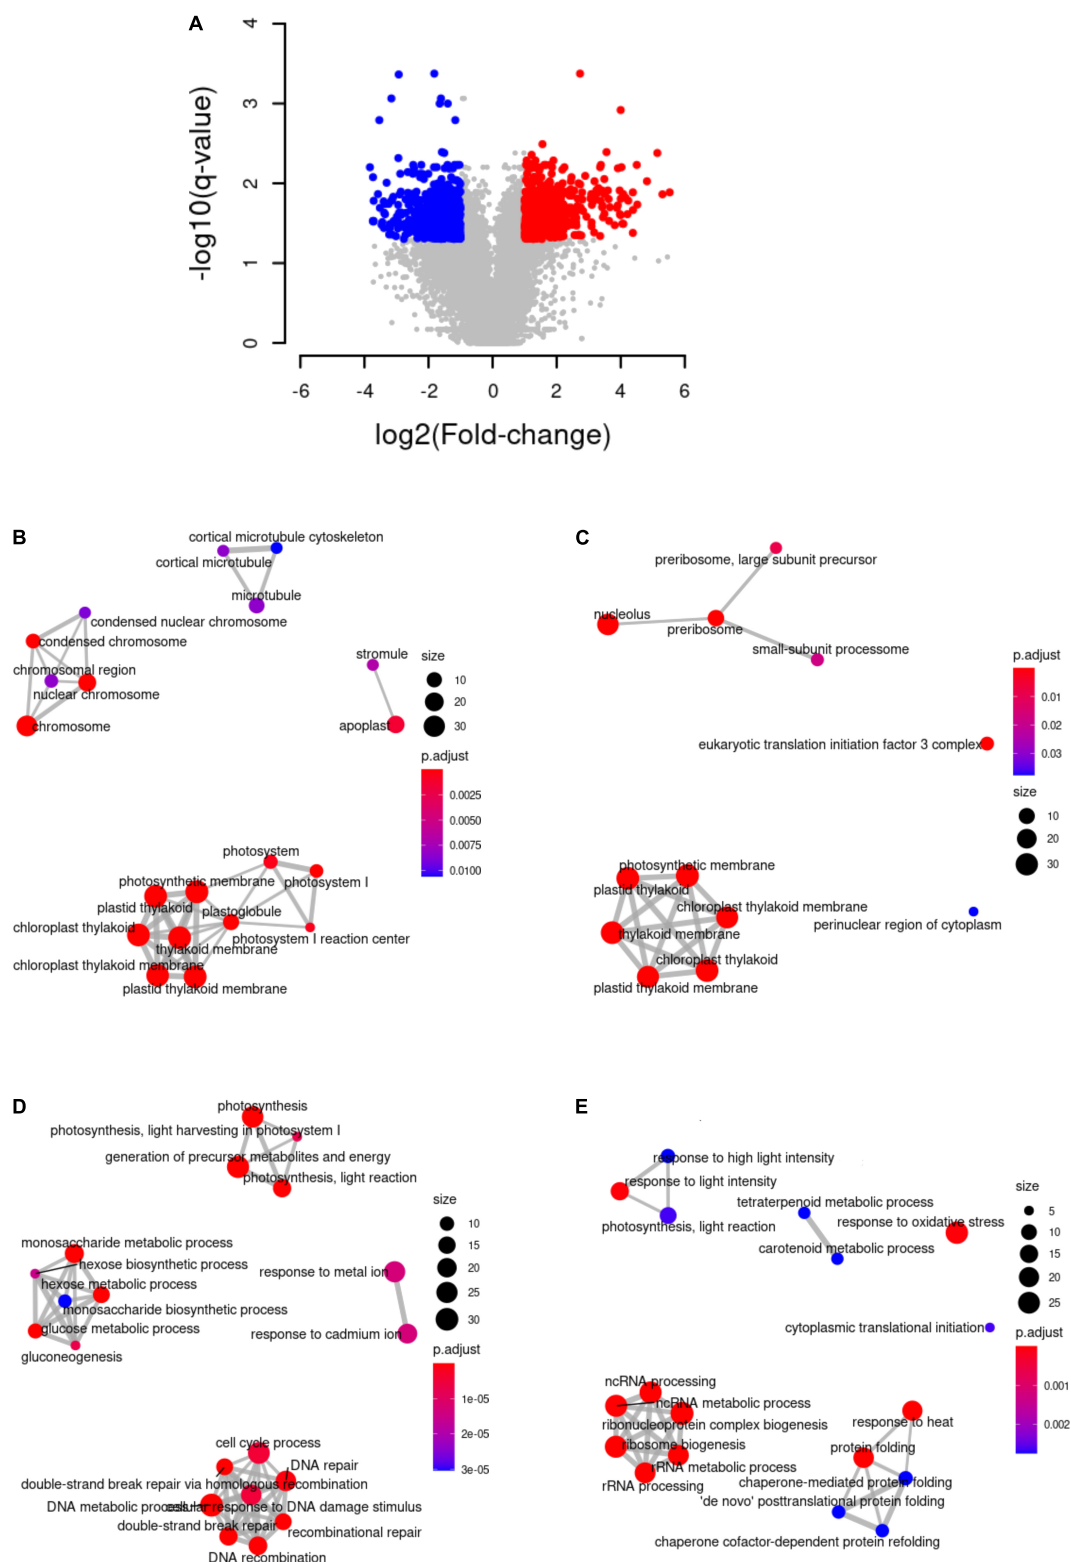 A
-log10(q-value)
4
3
2
1
0
-6 -4 -2 0 2 4 6
log2(Fold-change)
B
cortical microtubule cytoskeleton
cortical microtubule
microtubule
condensed nuclear chromosome
condensed chromosome
chromosomal region
nuclear chromosome
chromosome
stromule
apoplast
size
10
20
30
p.adjust
0.0025
0.0050
0.0075
0.0100
photosystem
photosynthetic membrane
photosystem I
plastid thylakoid
plastoglobule
chloroplast thylakoid
photosystem I reaction center
thylakoid membrane
chloroplast thylakoid membrane
plastid thylakoid membrane
C
preribosome, large subunit precursor
nucleolus
preribosome
small-subunit processome
eukaryotic translation initiation factor 3 complex
p.adjust
0.01
0.02
0.03
size
10
20
30
photosynthetic membrane
plastid thylakoid
chloroplast thylakoid membrane
perinuclear region of cytoplasm
thylakoid membrane
chloroplast thylakoid
plastid thylakoid membrane
D
photosynthesis
photosynthesis, light harvesting in photosystem I
generation of precursor metabolites and energy
photosynthesis, light reaction
monosaccharide metabolic process
hexose biosynthetic process
hexose metabolic process
monosaccharide biosynthetic process
glucose metabolic process
gluconeogenesis
response to metal ion
response to cadmium ion
size
10
15
20
25
30
p.adjust
1e-05
2e-05
3e-05
cell cycle process
DNA repair
double-strand break repair via homologous recombination
DNA metabolic process
cellular response to DNA damage stimulus
double-strand break repair
recombinational repair
DNA recombination
E
response to high light intensity
response to light intensity
photosynthesis, light reaction
tetraterpenoid metabolic process
response to oxidative stress
carotenoid metabolic process
cytoplasmic translational initiation
size
5
10
15
20
25
p.adjust
0.001
0.002
ncRNA processing
ncRNA metabolic process
ribonucleoprotein complex biogenesis
ribosome biogenesis
rRNA metabolic process
rRNA processing
response to heat
protein folding
chaperone-mediated protein folding
'de novo' posttranslational protein folding
chaperone cofactor-dependent protein refolding